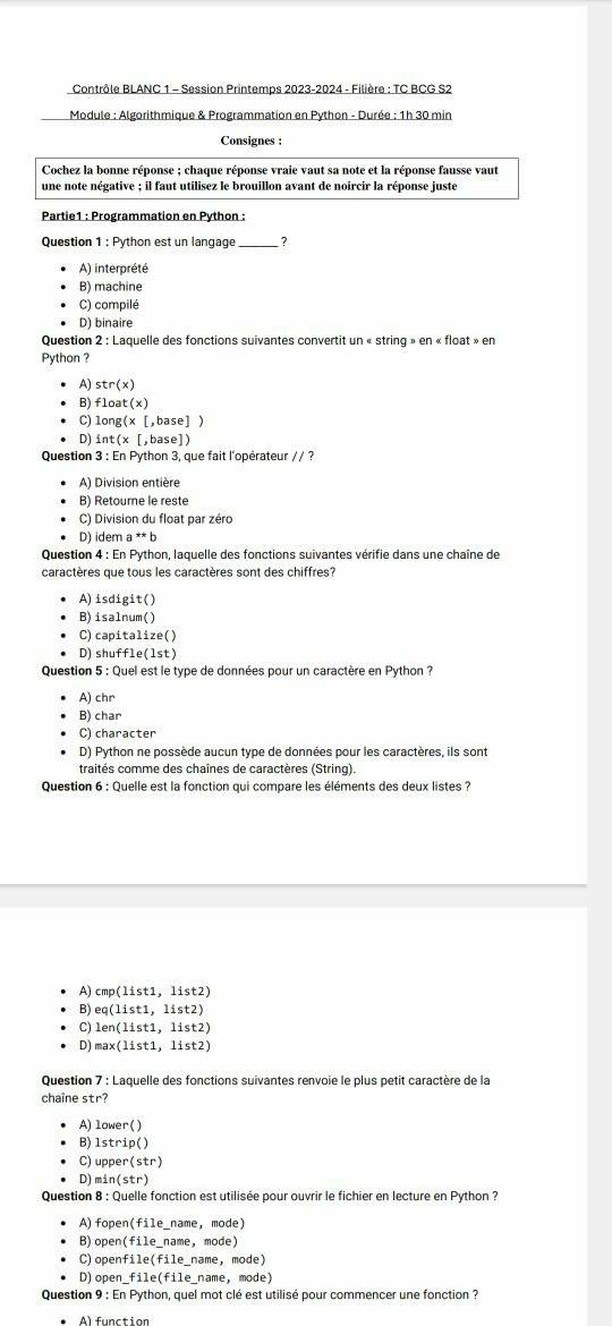 Contrôle BLANC 1 – Session Printemps 2023-2024 - Filière : TC BCG S2
Module : Algorithmique & Programmation en Python - Durée : 1h 30 min
Consignes :
Cochez la bonne réponse ; chaque réponse vraie vaut sa note et la réponse fausse vaut
une note négative ; il faut utilisez le brouillon avant de noircir la réponse juste
Partie1 : Programmation en Python :
Question 1 : Python est un langage ______ ?
• A) interprété
• B) machine
• C) compilé
• D) binaire
Question 2 : Laquelle des fonctions suivantes convertit un « string » en « float » en
Python ?
• A) str(x)
• B) float(x)
• C) long(x [,base] )
• D) int(x [,base])
Question 3 : En Python 3, que fait l'opérateur // ?
• A) Division entière
• B) Retourne le reste
• C) Division du float par zéro
• D) idem a ** b
Question 4 : En Python, laquelle des fonctions suivantes vérifie dans une chaîne de
caractères que tous les caractères sont des chiffres?
• A) isdigit()
• B) isalnum()
• C) capitalize()
• D) shuffle(lst)
Question 5 : Quel est le type de données pour un caractère en Python ?
• A) chr
• B) char
• C) character
• D) Python ne possède aucun type de données pour les caractères, ils sont
traités comme des chaînes de caractères (String).
Question 6 : Quelle est la fonction qui compare les éléments des deux listes ?
• A) cmp(list1, list2)
• B) eq(list1, list2)
• C) len(list1, list2)
• D) max(list1, list2)
Question 7 : Laquelle des fonctions suivantes renvoie le plus petit caractère de la
chaîne str?
• A) lower()
• B) lstrip()
• C) upper(str)
• D) min(str)
Question 8 : Quelle fonction est utilisée pour ouvrir le fichier en lecture en Python ?
• A) fopen(file_name, mode)
• B) open(file_name, mode)
• C) openfile(file_name, mode)
• D) open_file(file_name, mode)
Question 9 : En Python, quel mot clé est utilisé pour commencer une fonction ?
• A) function